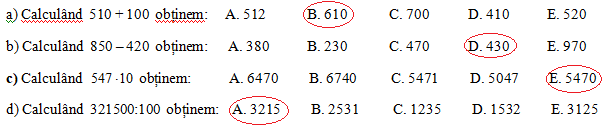 a) Calculând 510 + 100 obținem: A. 512 B. 610 C. 700 D. 410 E. 520
b) Calculând 850 – 420 obținem: A. 380 B. 230 C. 470 D. 430 E. 970
c) Calculând 547 ·10 obținem: A. 6470 B. 6740 C. 5471 D. 5047 E. 5470
d) Calculând 321500:100 obținem: A. 3215 B. 2531 C. 1235 D. 1532 E. 3125